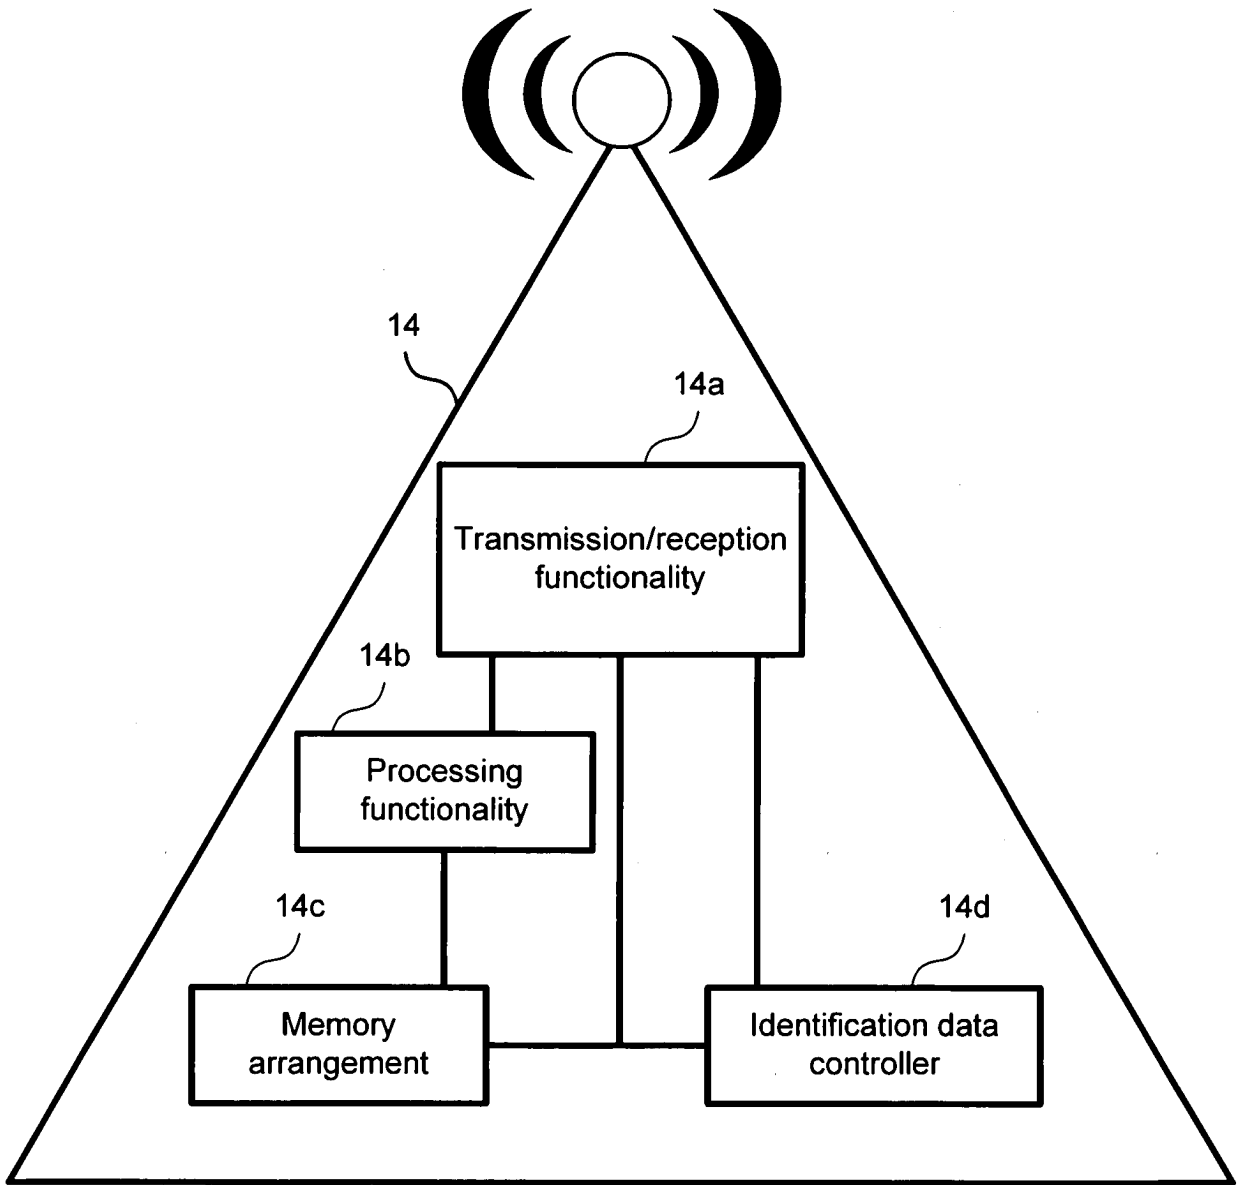 14
14a
Transmission/reception
functionality
14b
Processing
functionality
14c
Memory
arrangement
14d
Identification data
controller